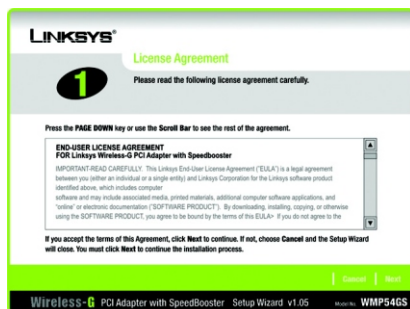 LINKSYS®
License Agreement
1
Please read the following license agreement carefully.
Press the PAGE DOWN key or use the Scroll Bar to see the rest of the agreement.
END-USER LICENSE AGREEMENT
FOR Linksys Wireless-G PCI Adapter with Speedbooster
IMPORTANT-READ CAREFULLY. This Linksys End-User License Agreement ("EULA") is a legal agreement
between you (either an individual or a single entity) and Linksys Corporation for the Linksys software product
identified above, which includes computer
software and may include associated media, printed materials, additional computer software applications, and
"online" or electronic documentation ("SOFTWARE PRODUCT"). By downloading, installing, copying, or otherwise
using the SOFTWARE PRODUCT, you agree to be bound by the terms of this EULA> If you do not agree to the
If you accept the terms of this Agreement, click Next to continue. If not, choose Cancel and the Setup Wizard
will close. You must click Next to continue the installation process.
Cancel Next
Wireless-G PCI Adapter with SpeedBooster Setup Wizard v1.05 Model No. WMP54GS